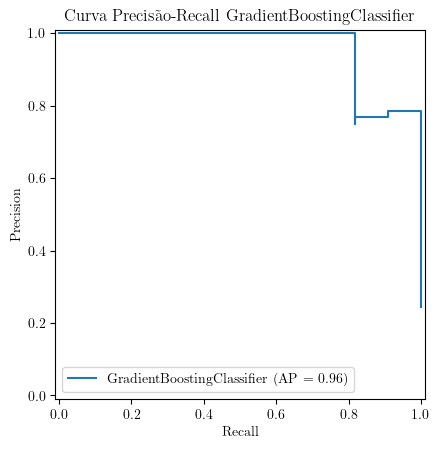 Curva Precisão-Recall GradientBoostingClassifier
1.0
0.8
0.6
0.4
0.2
0.0
Precision
GradientBoostingClassifier (AP = 0.96)
0.0 0.2 0.4 0.6 0.8 1.0
Recall